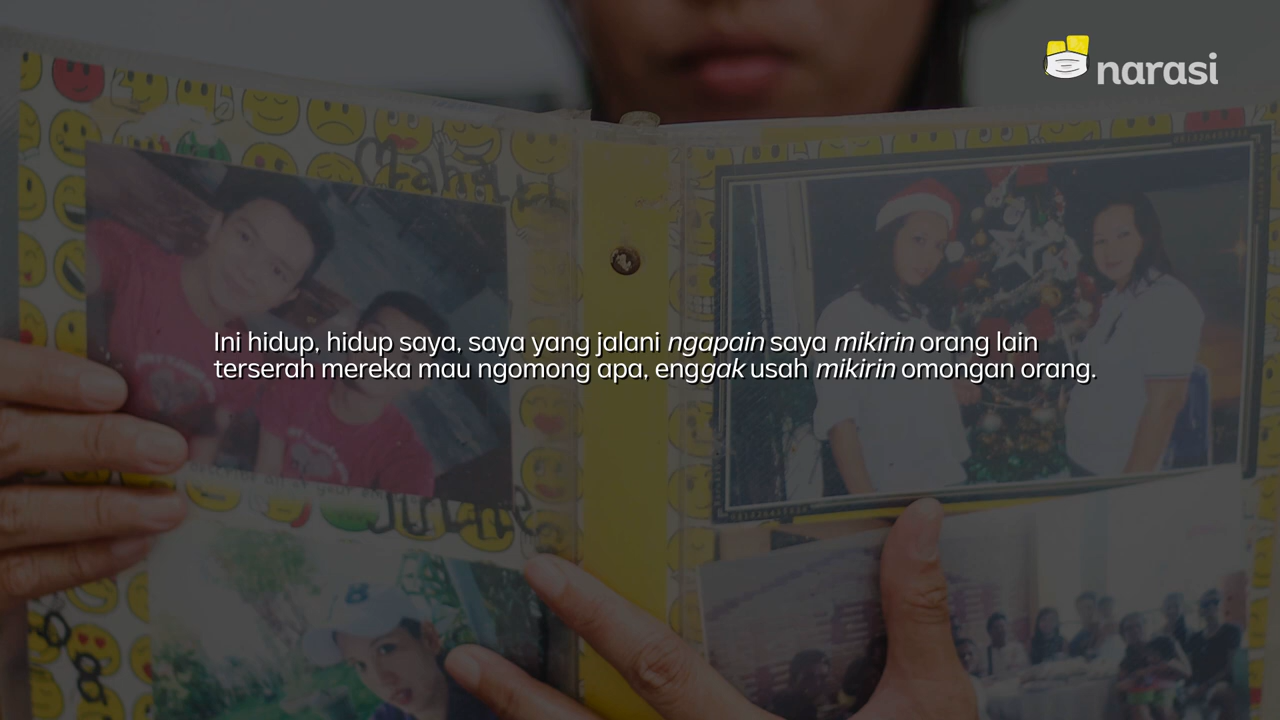 narasi
Ini hidup, hidup saya, saya yang jalani ngapain saya mikirin orang lain
terserah mereka mau ngomong apa, enggak usah mikirin omongan orang.